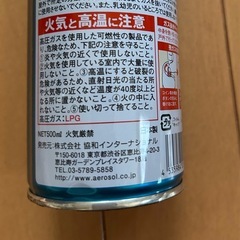 火気と高温に注意
高圧ガスを使用した可燃性の製品であ
り、危険なため、下記の注意を守ること。
①炎や火気の近くで使用しないこと。
②火気を使用している室内で大量に使
用しないこと。③高温にすると破裂の
危険があるため、直射日光の当たる所
や火気等の近くなど温度が40度以上と
なる所に置かないこと。④火の中に入れ
ないこと。⑤使い切って捨てること。
高圧ガス:LPG
NET500ml 火気厳禁
日本製
発売元:株式会社 協和インターナショナル
〒150-6018
東京都渋谷区恵比寿4-20-3
恵比寿ガーデンプレイスタワー18
TEL.03-5789-5858
http://www.aerosol.co.jp